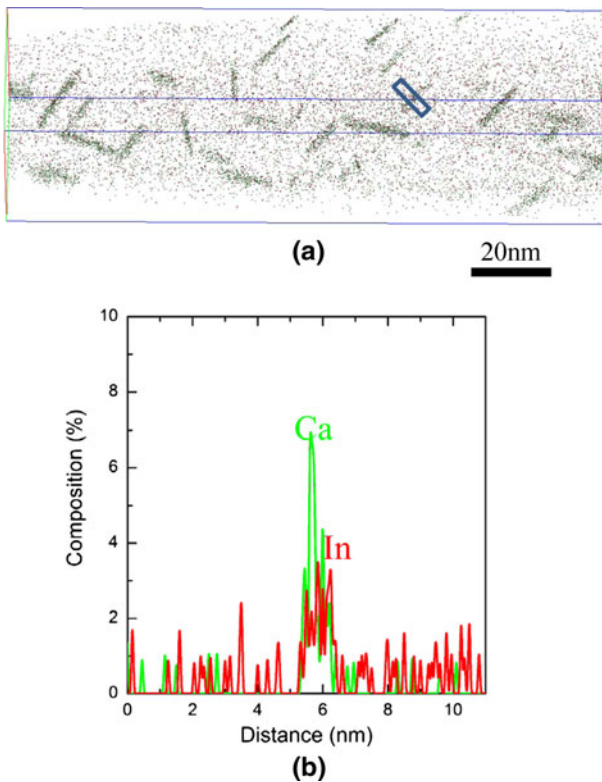 (a)
20nm
10
8
6
4
2
0
Composition (%)
Ca
In
0 2 4 6 8 10
Distance (nm)
(b)